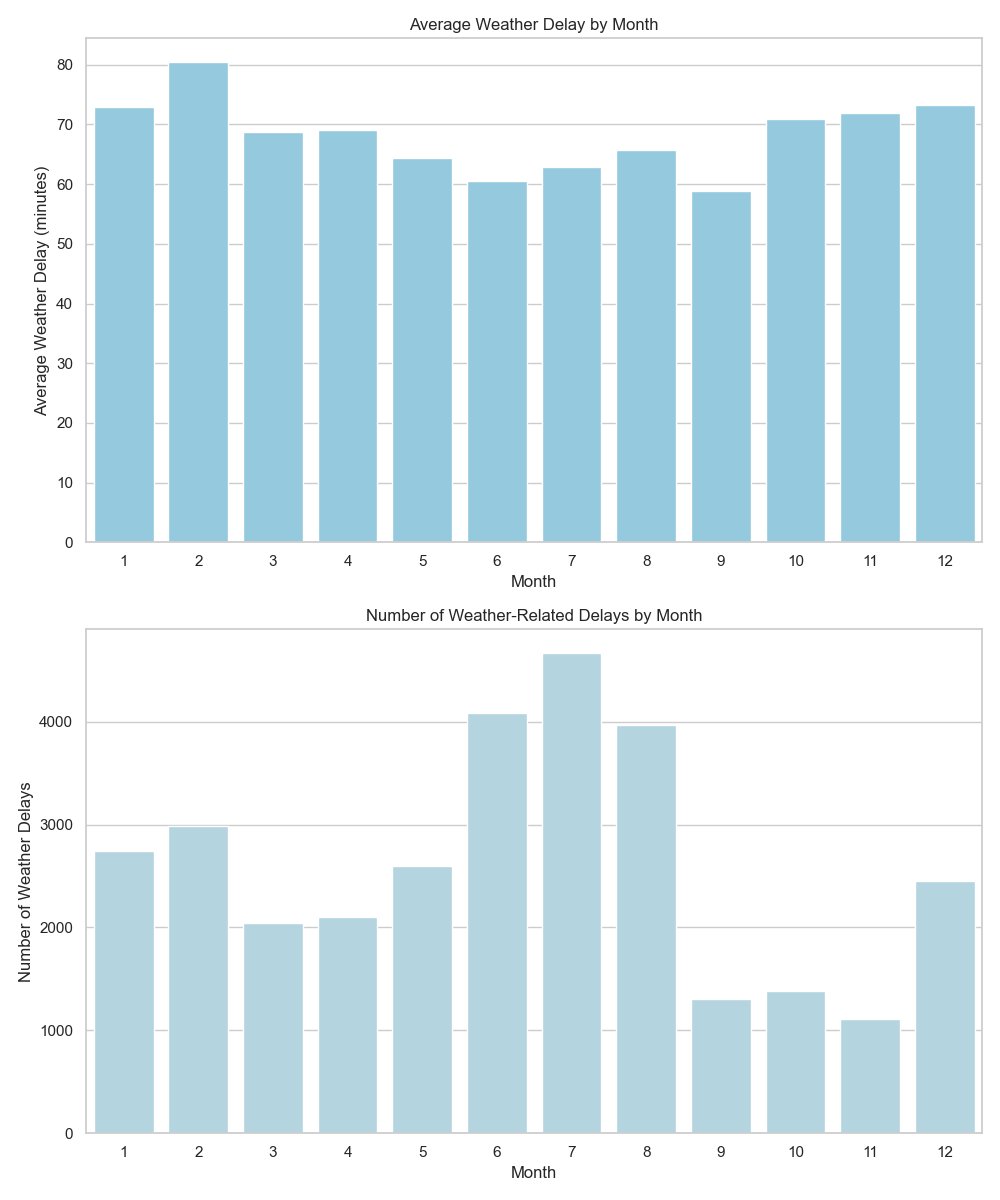 Average Weather Delay by Month
Average Weather Delay (minutes)
80
70
60
50
40
30
20
10
0
1 2 3 4 5 6 7 8 9 10 11 12
Month
Number of Weather-Related Delays by Month
Number of Weather Delays
4000
3000
2000
1000
0
1 2 3 4 5 6 7 8 9 10 11 12
Month